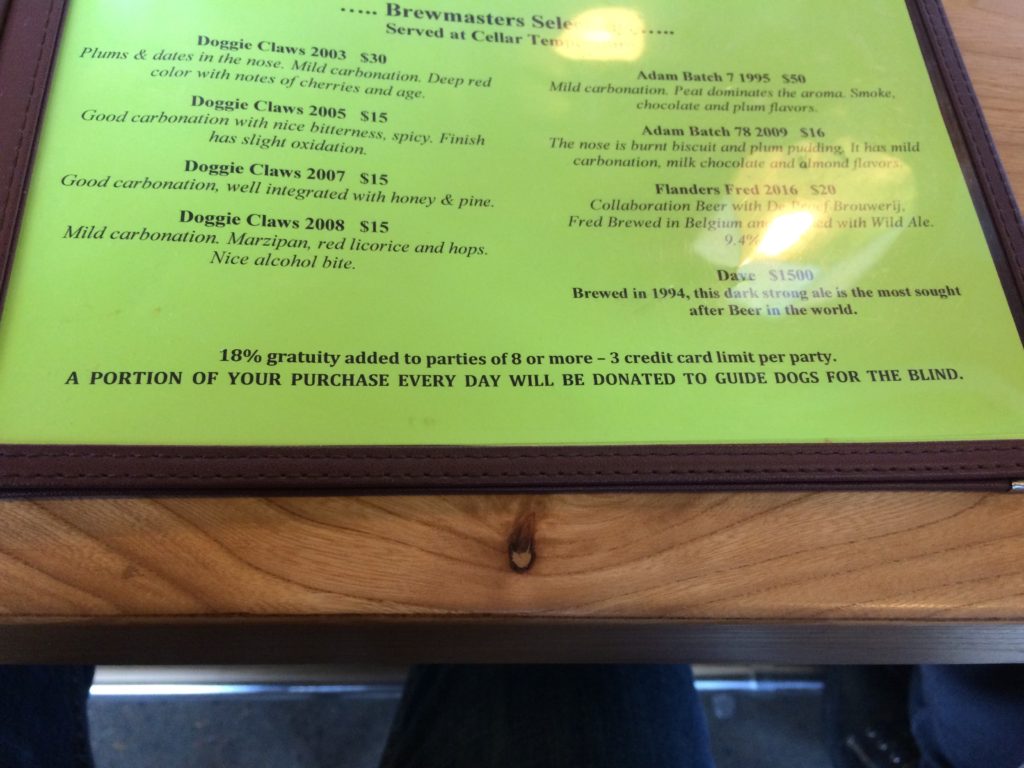 ..... Brewmasters
Served at Cellar
Doggie Claws 2003 $30
Plums & dates in the nose. Mild carbonation. Deep red
color with notes of cherries and age.
Doggie Claws 2005 $15
Good carbonation with nice bitterness, spicy. Finish
has slight oxidation.
Doggie Claws 2007 $15
Good carbonation, well integrated with honey & pine.
Doggie Claws 2008 $15
Mild carbonation. Marzipan, red licorice and hops.
Nice alcohol bite.
Adam Batch 7 1995 $50
Mild carbonation. Peat dominates the aroma. Smoke,
chocolate and plum flavors.
Adam Batch 78 2009 $16
The nose is burnt biscuit and plum pudding. It has mild
carbonation, milk chocolate and almond flavors.
Flanders Fred 2016 $20
Collaboration Beer with De Brouwerij.
Fred Brewed in Belgium and with Wild Ale.
9.4%
Dave $1500
Brewed in 1994, this dark strong ale is the most sought
after Beer in the world.
18% gratuity added to parties of 8 or more – 3 credit card limit per party.
A PORTION OF YOUR PURCHASE EVERY DAY WILL BE DONATED TO GUIDE DOGS FOR THE BLIND.